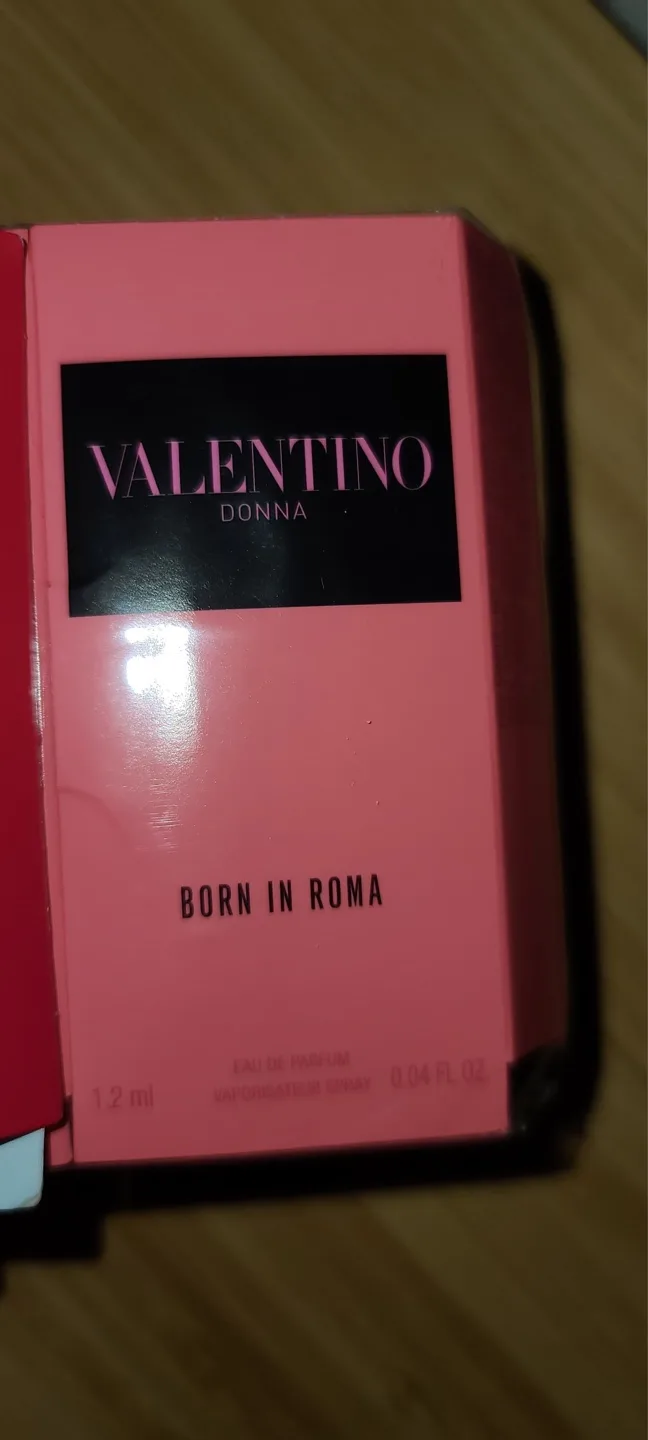 VALENTINO
DONNA
BORN IN ROMA
EAU DE PARFUM
1.2 ml VAPORISATEUR SPRAY 0.04 FL. OZ.